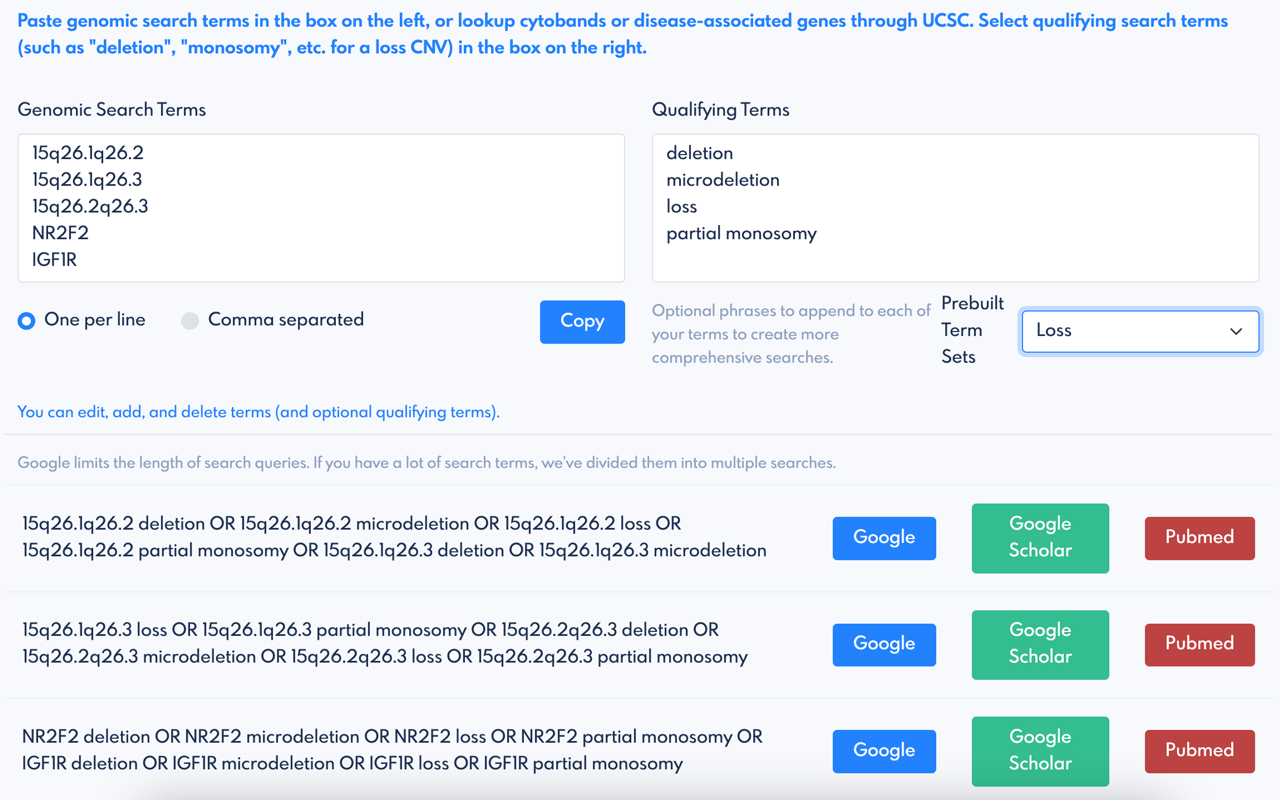 Paste genomic search terms in the box on the left, or lookup cytobands or disease-associated genes through UCSC. Select qualifying search terms
(such as "deletion", "monosomy", etc. for a loss CNV) in the box on the right.
Genomic Search Terms
15q26.1q26.2
15q26.1q26.3
15q26.2q26.3
NR2F2
IGF1R
One per line
Comma separated
Copy
Qualifying Terms
deletion
microdeletion
loss
partial monosomy
Optional phrases to append to each of
your terms to create more
comprehensive searches.
Prebuilt
Term
Sets
Loss
You can edit, add, and delete terms (and optional qualifying terms).
Google limits the length of search queries. If you have a lot of search terms, we've divided them into multiple searches.
15q26.1q26.2 deletion OR 15q26.1q26.2 microdeletion OR 15q26.1q26.2 loss OR
15q26.1q26.2 partial monosomy OR 15q26.1q26.3 deletion OR 15q26.1q26.3 microdeletion
Google
Google
Scholar
Pubmed
15q26.1q26.3 loss OR 15q26.1q26.3 partial monosomy OR 15q26.2q26.3 deletion OR
15q26.2q26.3 microdeletion OR 15q26.2q26.3 loss OR 15q26.2q26.3 partial monosomy
Google
Google
Scholar
Pubmed
NR2F2 deletion OR NR2F2 microdeletion OR NR2F2 loss OR NR2F2 partial monosomy OR
IGF1R deletion OR IGF1R microdeletion OR IGF1R loss OR IGF1R partial monosomy
Google
Google
Scholar
Pubmed